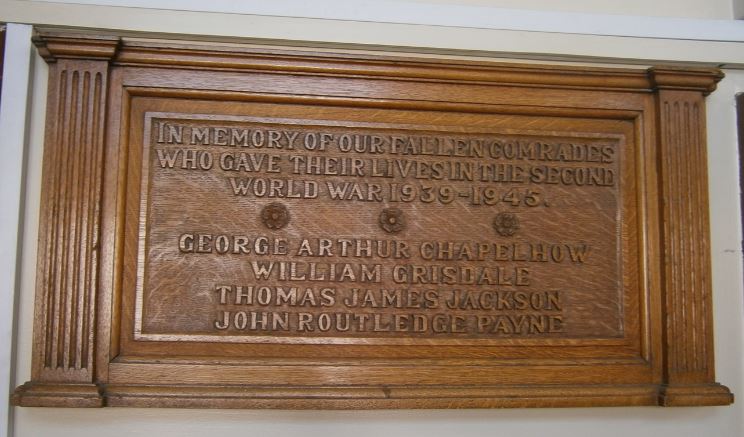 IN MEMORY OF OUR FALLEN COMRADES
WHO GAVE THEIR LIVES IN THE SECOND
WORLD WAR 1939-1945.
GEORGE ARTHUR CHAPELHOW
WILLIAM GRISDALE
THOMAS JAMES JACKSON
JOHN ROUTLEDGE PAYNE